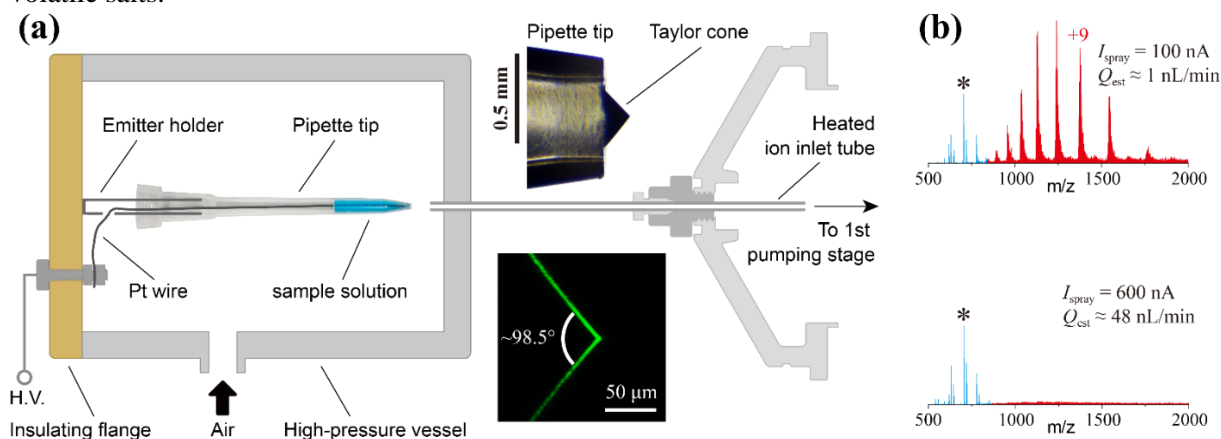 volatile salts.
(a)
Pipette tip
Taylor cone
0.5 mm
Emitter holder
Pipette tip
Heated
ion inlet tube
To 1st
pumping stage
Pt wire
sample solution
~98.5°
50 μm
H.V.
Insulating flange
Air
High-pressure vessel
(b)
+9
*
I_spray = 100 nA
Q_est ≈ 1 nL/min
500 1000 1500 2000
m/z
*
I_spray = 600 nA
Q_est ≈ 48 nL/min
500 1000 1500 2000
m/z